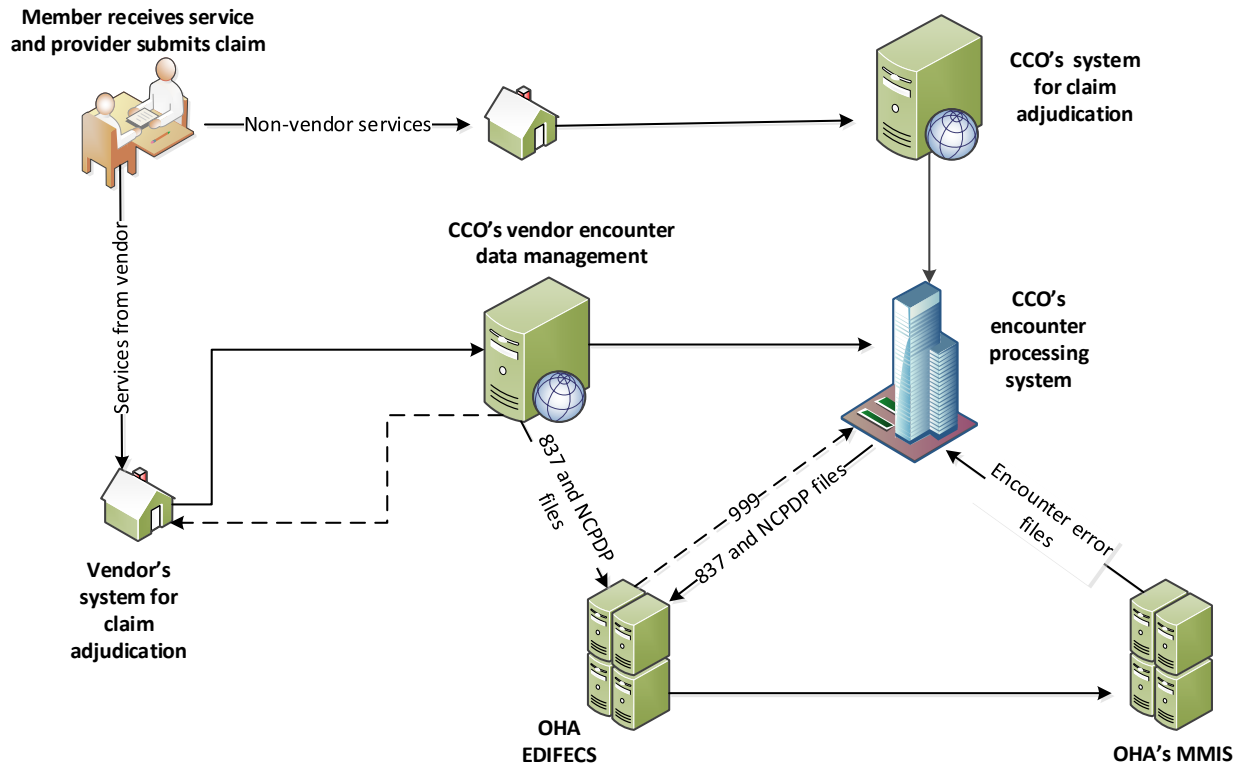 Member receives service
and provider submits claim
CCO's system
for claim
adjudication
Non-vendor services
Services from vendor
CCO's vendor encounter
data management
CCO's
encounter
processing
system
837 and NCPDP
files
999
837 and NCPDP files
Encounter error
files
Vendor's
system for
claim
adjudication
OHA
EDIFECS
OHA's MMIS